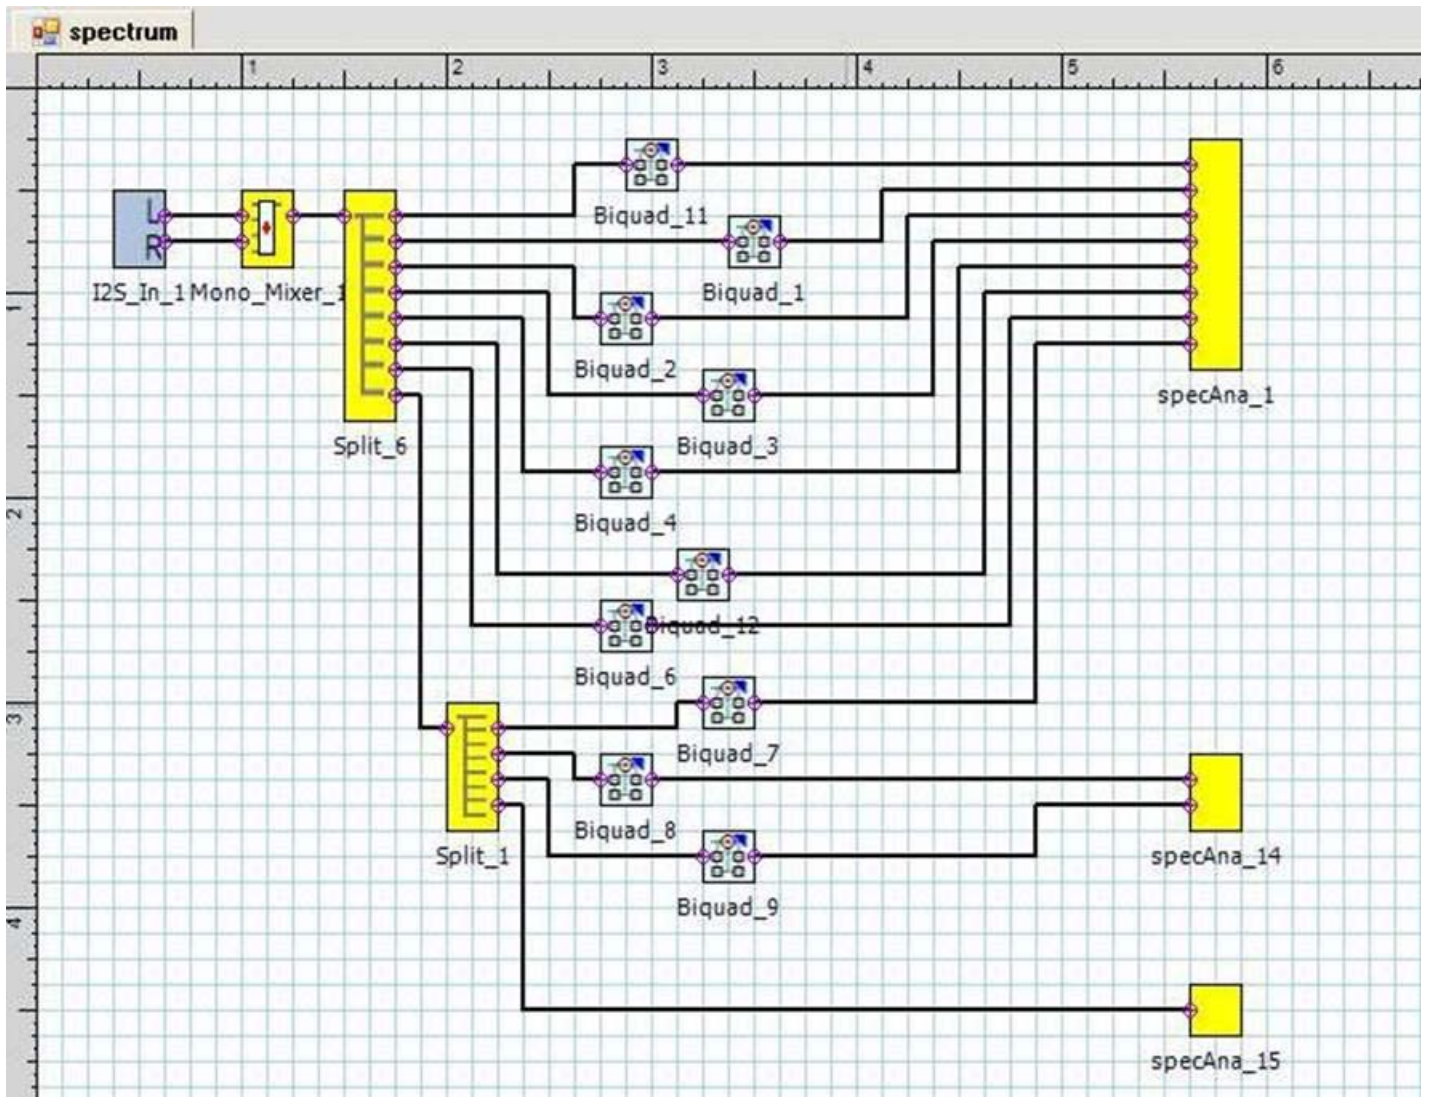 spectrum
1 2 3 4 5 6
Biquad_11
L
R
I2S_In_1 Mono_Mixer_1
Biquad_1
1
Biquad_2
specAna_1
Split_6
Biquad_3
2
Biquad_4
Biquad_12
Biquad_6
3
Biquad_7
Biquad_8
Split_1
specAna_14
Biquad_9
4
specAna_15